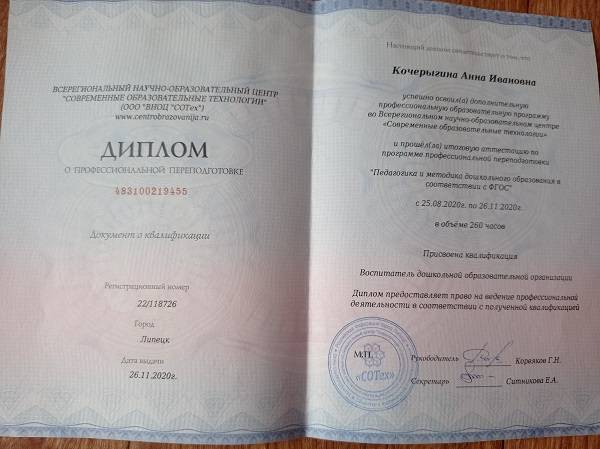 ВСЕРЕГИОНАЛЬНЫЙ НАУЧНО-ОБРАЗОВАТЕЛЬНЫЙ ЦЕНТР
"СОВРЕМЕННЫЕ ОБРАЗОВАТЕЛЬНЫЕ ТЕХНОЛОГИИ"
(ООО "ВНОЦ "СОТех")
www.centrobrazovanija.ru
ДИПЛОМ
О ПРОФЕССИОНАЛЬНОЙ ПЕРЕПОДГОТОВКЕ
483100219455
Документ о квалификации
Регистрационный номер
22/118726
Город
Липецк
Дата выдачи
26.11.2020г.
Настоящий диплом свидетельствует о том, что
Кочерыгина Анна Ивановна
успешно освоил(а) дополнительную
профессиональную образовательную программу
во Всерегиональном научно-образовательном центре
«Современные образовательные технологии»
и прошёл(ла) итоговую аттестацию по
программе профессиональной переподготовки
"Педагогика и методика дошкольного образования в
соответствии с ФГОС"
с 25.08.2020г. по 26.11.2020г.
в объёме 260 часов
Присвоена квалификация
Воспитатель дошкольной образовательной организации
Диплом предоставляет право на ведение профессиональной
деятельности в соответствии с полученной квалификацией
М.П.
«СОТех»
Руководитель Корвяков Г.Н.
Секретарь Ситникова Е.А.